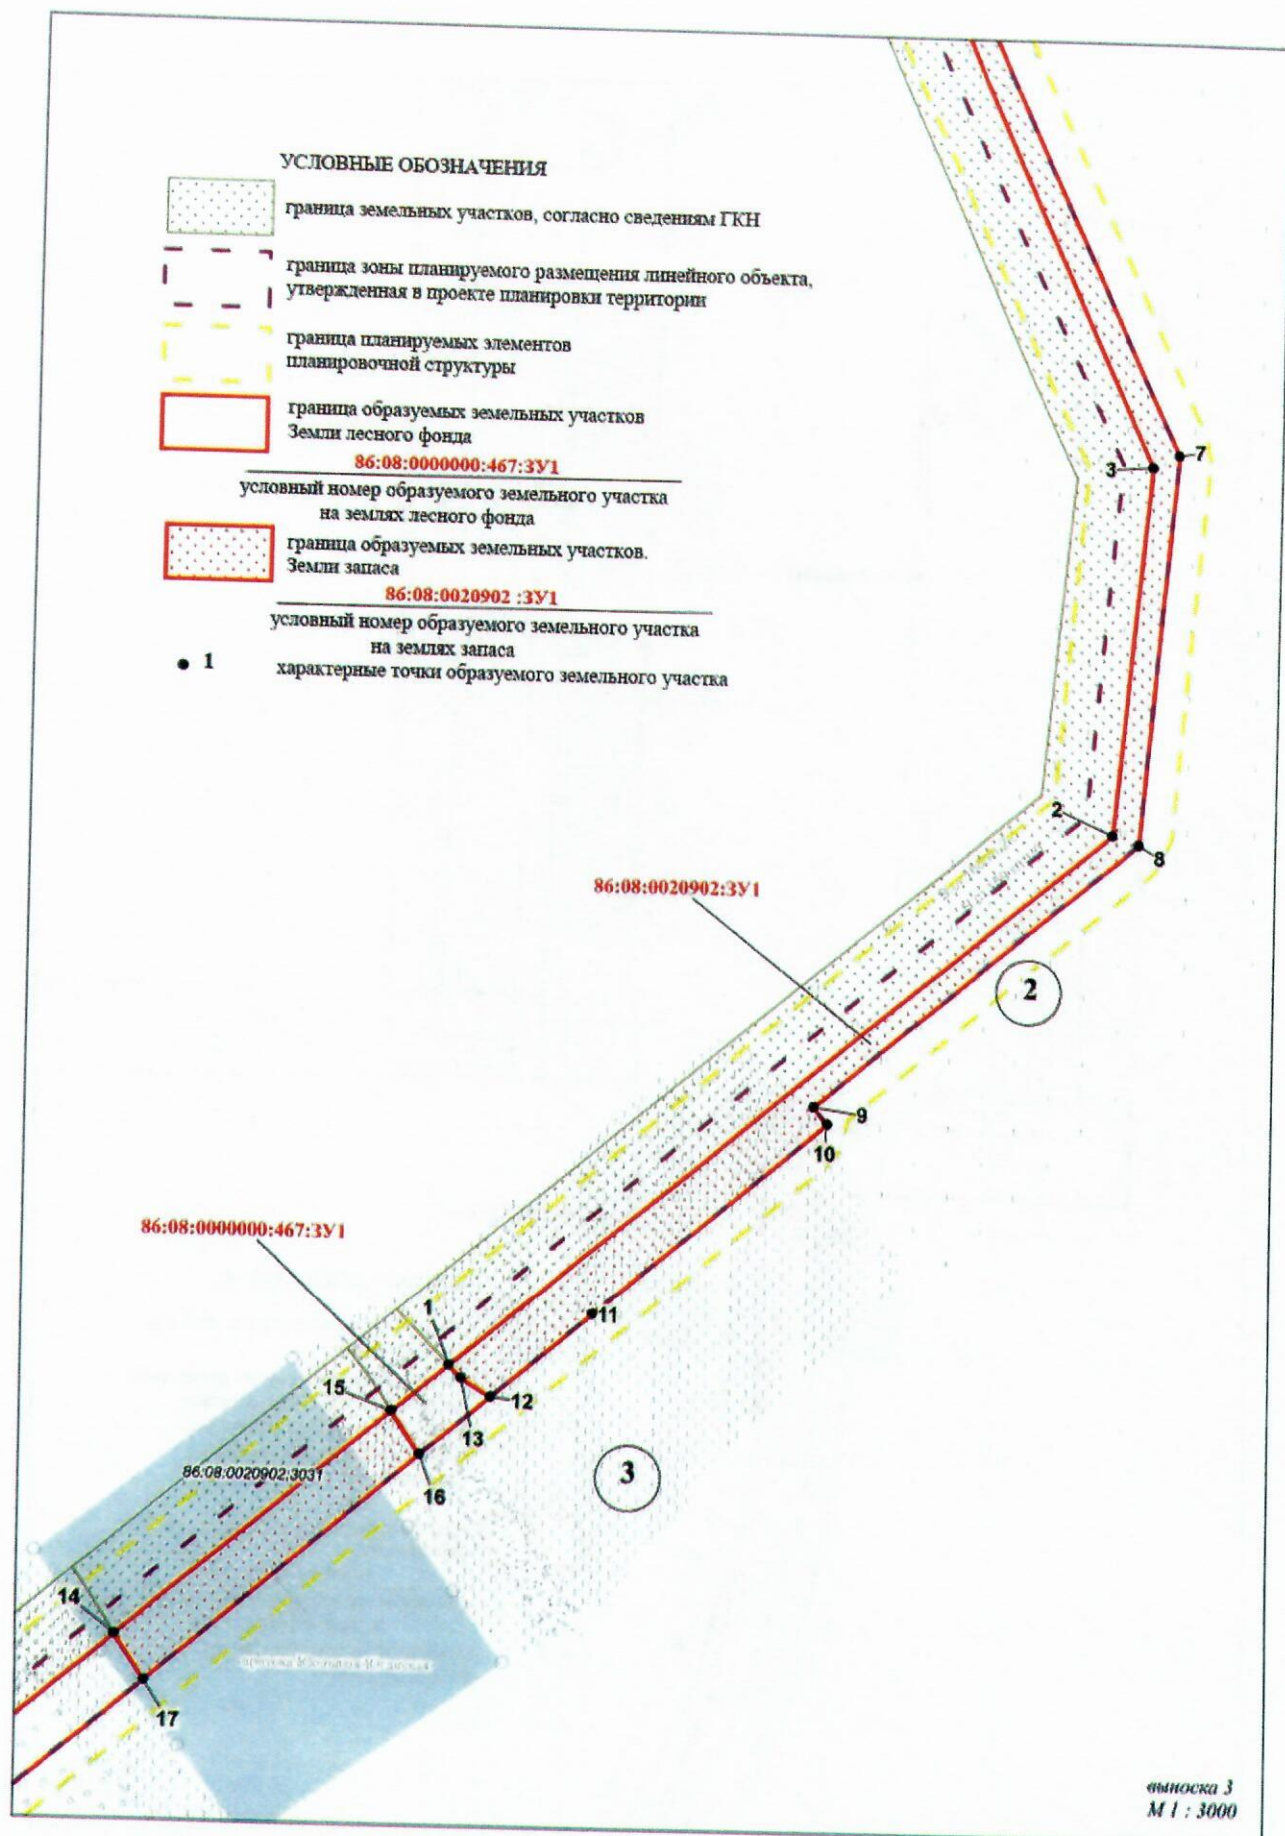 УСЛОВНЫЕ ОБОЗНАЧЕНИЯ
граница земельных участков, согласно сведениям ГКН
граница зоны планируемого размещения линейного объекта,
утвержденная в проекте планировки территории
граница планируемых элементов
планировочной структуры
граница образуемых земельных участков
Земли лесного фонда
86:08:0000000:467:ЗУ1
условный номер образуемого земельного участка
на землях лесного фонда
граница образуемых земельных участков.
Земли запаса
86:08:0020902 :ЗУ1
условный номер образуемого земельного участка
на землях запаса
1
характерные точки образуемого земельного участка
7
3
2
8
86:08:0020902:ЗУ1
2
9
10
86:08:0000000:467:ЗУ1
1
11
15
12
13
86:08:0020902:3031
16
3
14
17
выноска 3
М 1 : 3000